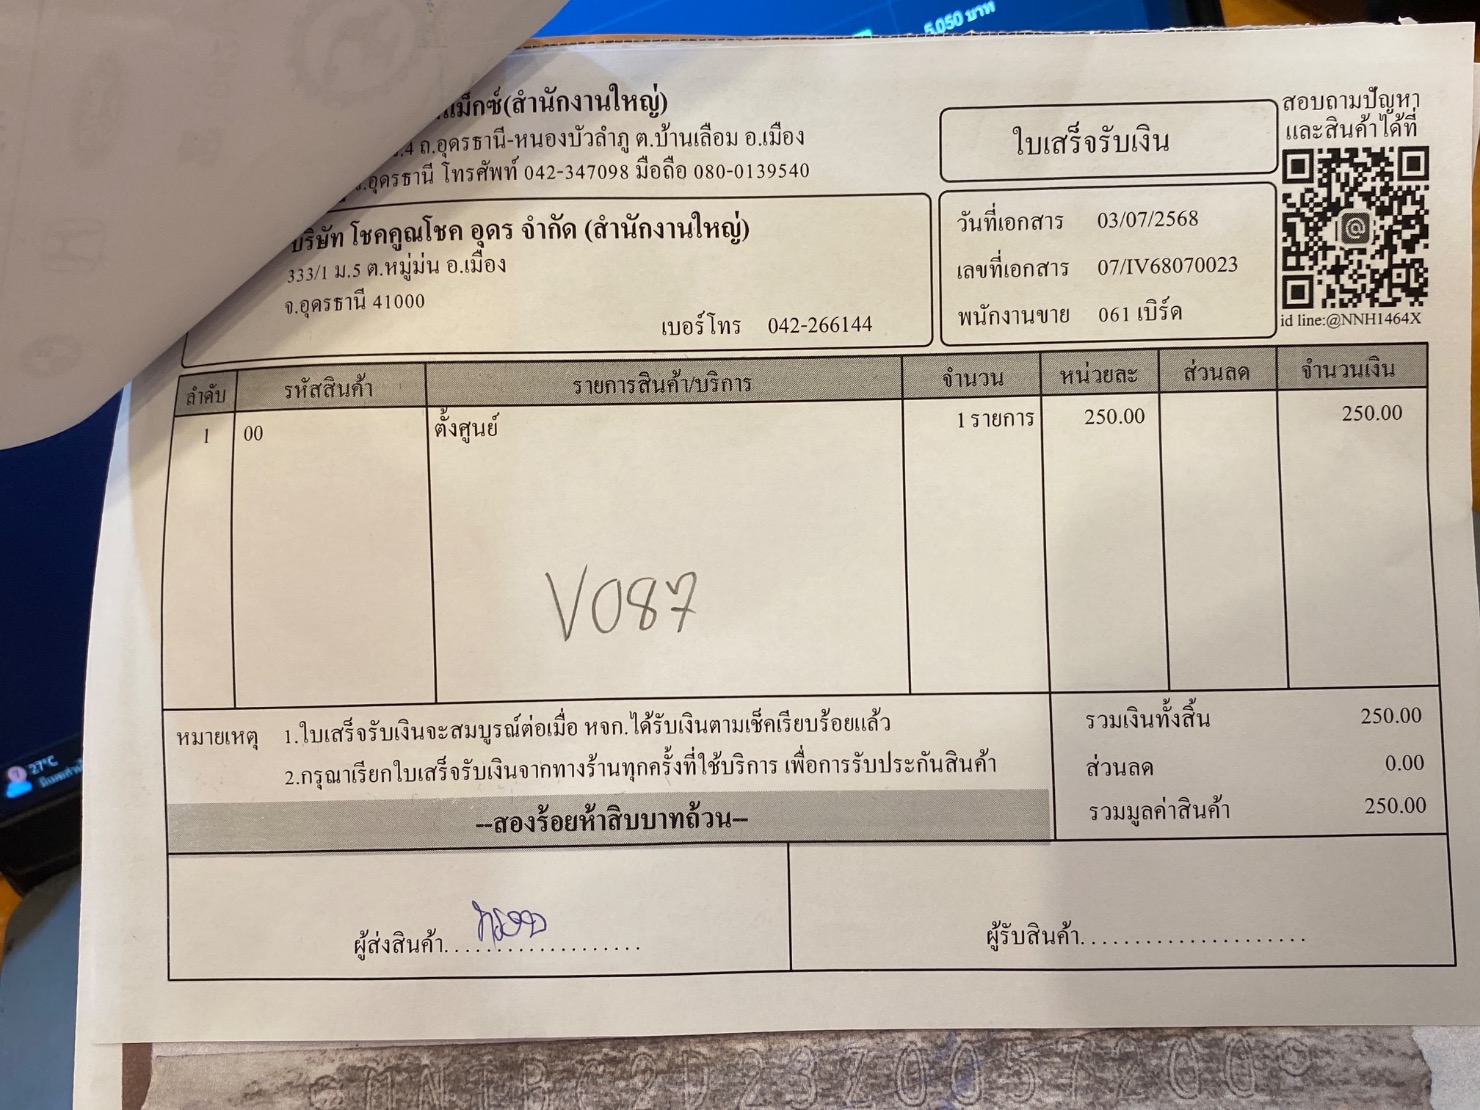 5,050 บาท
แม็กซ์(สำนักงานใหญ่)
ถ.อุดรธานี-หนองบัวลำภู ต.บ้านเลื่อม อ.เมือง
จ.อุดรธานี โทรศัพท์ 042-347098 มือถือ 080-0139540
ใบเสร็จรับเงิน
สอบถามปัญหา
และสินค้าได้ที่
id line:@NNH1464X
บริษัท โชคคูณโชค อุดร จำกัด (สำนักงานใหญ่)
333/1 ม.5 ต.หมู่ม่น อ.เมือง
จ.อุดรธานี 41000
เบอร์โทร 042-266144
วันที่เอกสาร 03/07/2568
เลขที่เอกสาร 07/IV68070023
พนักงานขาย 061 เบิร์ด
ลำดับ รหัสสินค้า รายการสินค้า/บริการ จำนวน หน่วยละ ส่วนลด จำนวนเงิน
1 00 ตั้งศูนย์ 1 รายการ 250.00 250.00
V087
หมายเหตุ 1.ใบเสร็จรับเงินจะสมบูรณ์ต่อเมื่อ หจก.ได้รับเงินตามเช็คเรียบร้อยแล้ว
2.กรุณาเรียกใบเสร็จรับเงินจากทางร้านทุกครั้งที่ใช้บริการ เพื่อการรับประกันสินค้า
รวมเงินทั้งสิ้น 250.00
ส่วนลด 0.00
รวมมูลค่าสินค้า 250.00
--สองร้อยห้าสิบบาทถ้วน--
ผู้ส่งสินค้า....................
ผู้รับสินค้า.....................
27°C